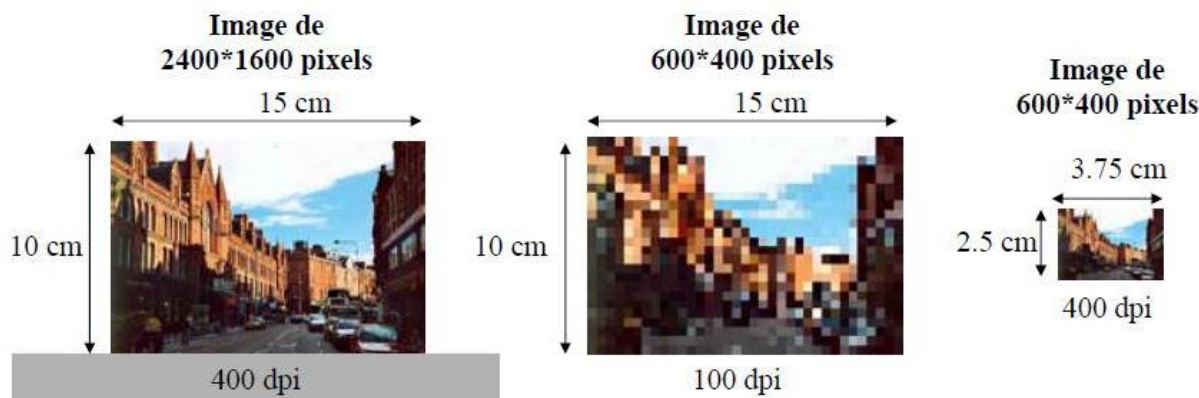 Image de
2400*1600 pixels
15 cm
10 cm
400 dpi
Image de
600*400 pixels
15 cm
10 cm
100 dpi
Image de
600*400 pixels
3.75 cm
2.5 cm
400 dpi